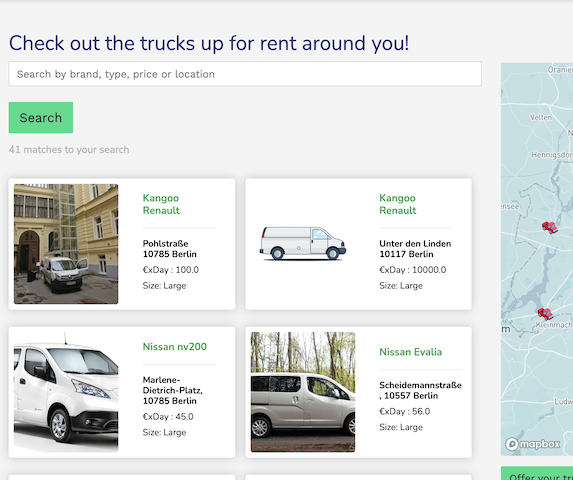 Check out the trucks up for rent around you!
Search by brand, type, price or location
Search
41 matches to your search
Kangoo
Renault
Pohlstraße
10785 Berlin
€xDay : 100.0
Size: Large
Kangoo
Renault
Unter den Linden
10117 Berlin
€xDay : 10000.0
Size: Large
Nissan nv200
Marlene-
Dietrich-Platz,
10785 Berlin
€xDay : 45.0
Size: Large
Nissan Evalia
Scheidemannstraße
, 10557 Berlin
€xDay : 56.0
Size: Large
Oranie
Velten
Hennigsdor
ensee
m
Kleinmach
Ludw
mapbox
Offer your tru